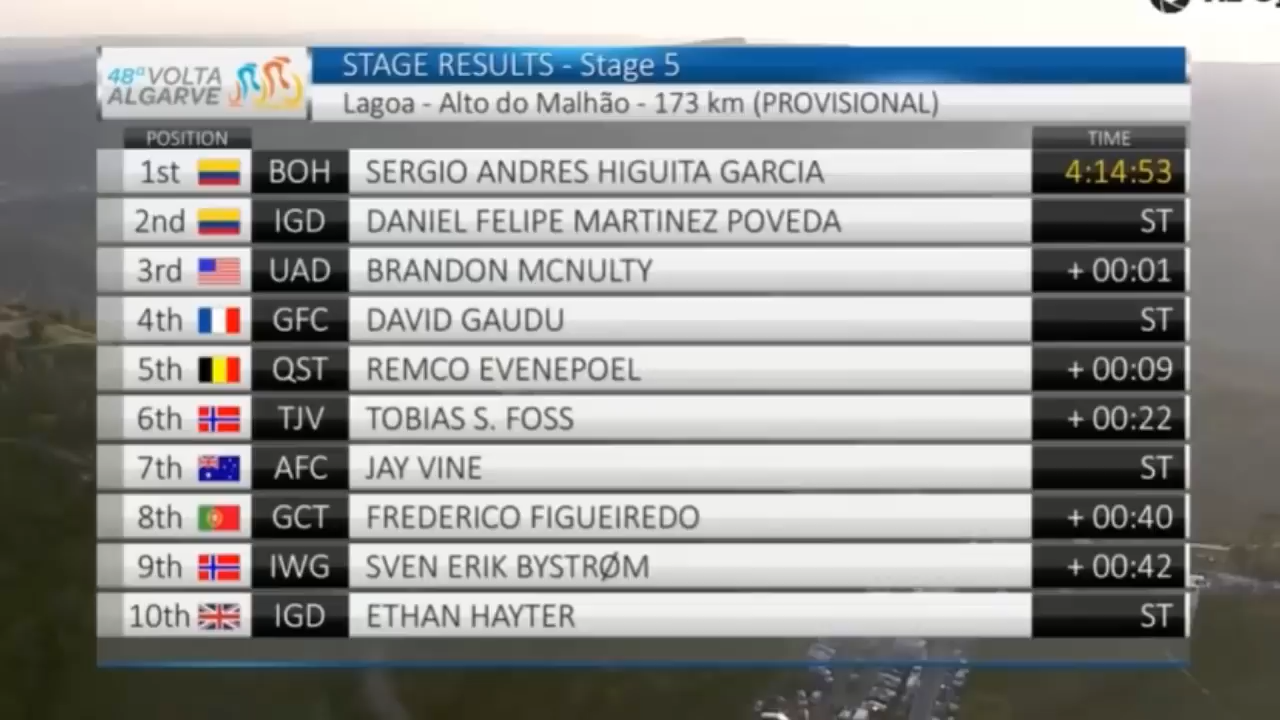 48ª VOLTA
ALGARVE
STAGE RESULTS - Stage 5
Lagoa - Alto do Malhão - 173 km (PROVISIONAL)
POSITION TIME
1st BOH SERGIO ANDRES HIGUITA GARCIA 4:14:53
2nd IGD DANIEL FELIPE MARTINEZ POVEDA ST
3rd UAD BRANDON MCNULTY + 00:01
4th GFC DAVID GAUDU ST
5th QST REMCO EVENEPOEL + 00:09
6th TJV TOBIAS S. FOSS + 00:22
7th AFC JAY VINE ST
8th GCT FREDERICO FIGUEIREDO + 00:40
9th IWG SVEN ERIK BYSTRØM + 00:42
10th IGD ETHAN HAYTER ST